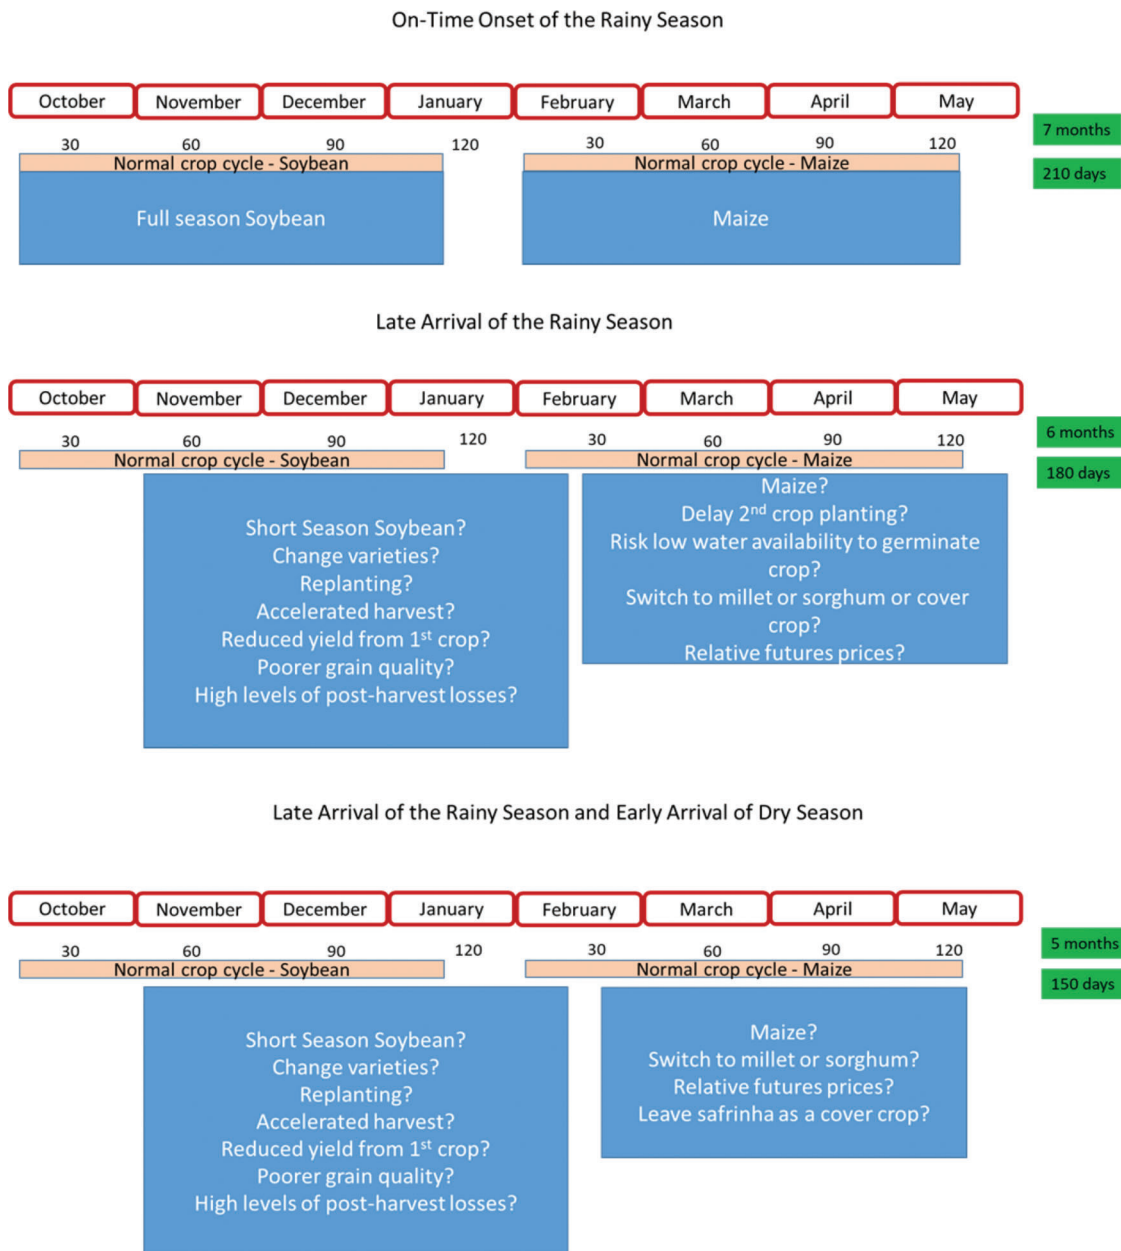 On-Time Onset of the Rainy Season
October November December January February March April May
7 months
30 60 90 120 30 60 90 120
Normal crop cycle - Soybean Normal crop cycle - Maize
210 days
Full season Soybean Maize
Late Arrival of the Rainy Season
October November December January February March April May
6 months
30 60 90 120 30 60 90 120
Normal crop cycle - Soybean Normal crop cycle - Maize
180 days
Short Season Soybean?
Change varieties?
Replanting?
Accelerated harvest?
Reduced yield from 1st crop?
Poorer grain quality?
High levels of post-harvest losses?
Maize?
Delay 2nd crop planting?
Risk low water availability to germinate
crop?
Switch to millet or sorghum or cover
crop?
Relative futures prices?
Late Arrival of the Rainy Season and Early Arrival of Dry Season
October November December January February March April May
5 months
30 60 90 120 30 60 90 120
Normal crop cycle - Soybean Normal crop cycle - Maize
150 days
Short Season Soybean?
Change varieties?
Replanting?
Accelerated harvest?
Reduced yield from 1st crop?
Poorer grain quality?
High levels of post-harvest losses?
Maize?
Switch to millet or sorghum?
Relative futures prices?
Leave safrinha as a cover crop?